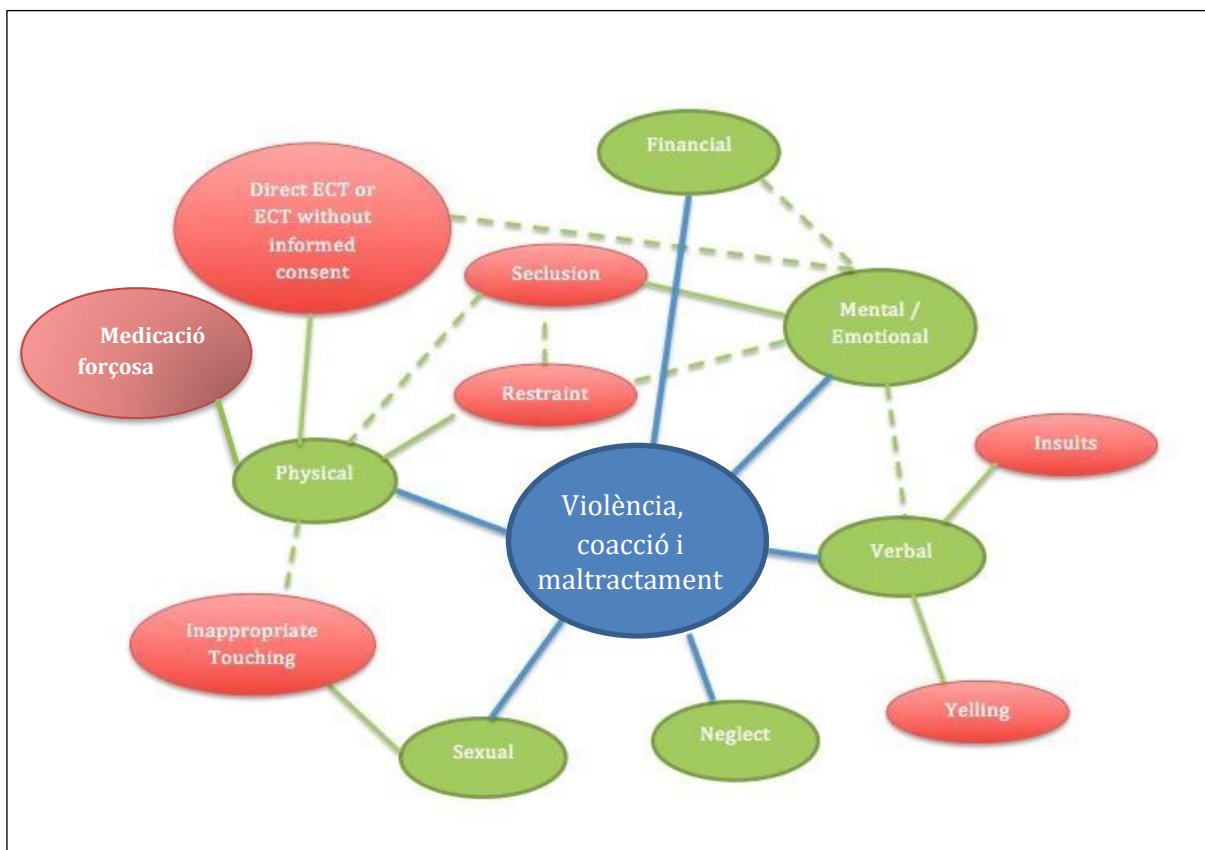 Financial
Direct ECT or
ECT without
informed
consent
Seclusion
Mental /
Emotional
Medicació
forçosa
Restraint
Insults
Physical
Violència,
coacció i
maltractament
Verbal
Inappropriate
Touching
Yelling
Neglect
Sexual